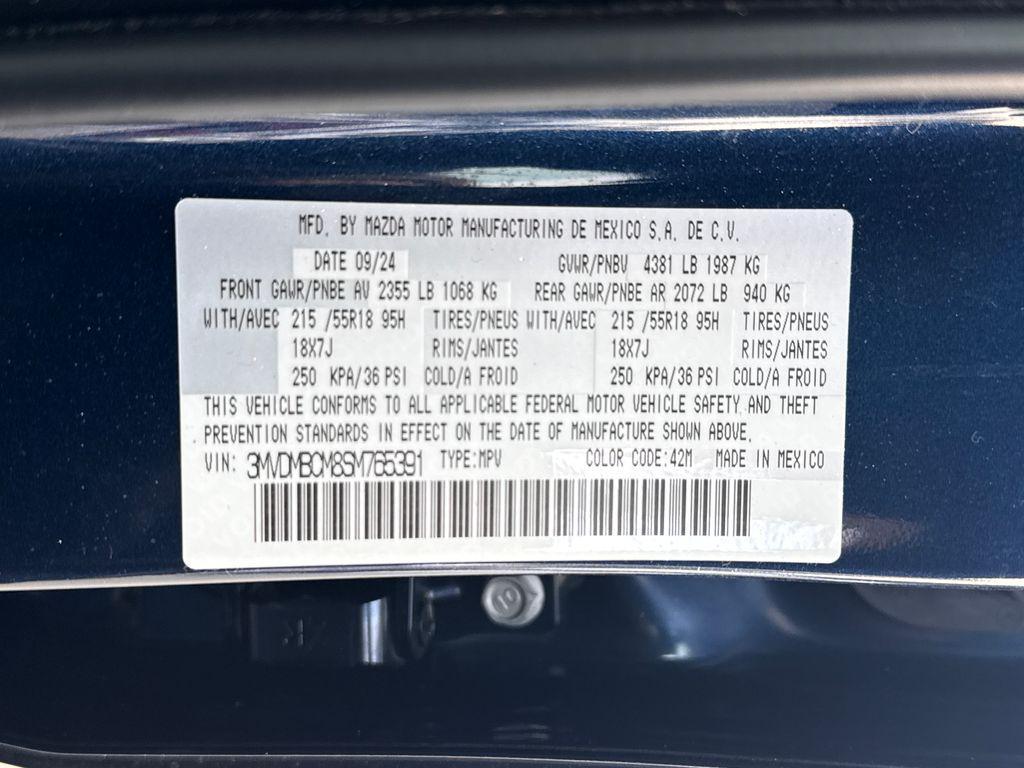 MFD. BY MAZDA MOTOR MANUFACTURING DE MEXICO S.A. DE C.V.
DATE 09/24 GVWR/PNBV 4381 LB 1987 KG
FRONT GAWR/PNBE AV 2355 LB 1068 KG REAR GAWR/PNBE AR 2072 LB 940 KG
WITH/AVEC 215 /55R18 95H TIRES/PNEUS WITH/AVEC 215 /55R18 95H TIRES/PNEUS
18X7J RIMS/JANTES 18X7J RIMS/JANTES
250 KPA/36 PSI COLD/A FROID 250 KPA/36 PSI COLD/A FROID
THIS VEHICLE CONFORMS TO ALL APPLICABLE FEDERAL MOTOR VEHICLE SAFETY AND THEFT
PREVENTION STANDARDS IN EFFECT ON THE DATE OF MANUFACTURE SHOWN ABOVE.
VIN: 3MVDMBCM8SM765391 TYPE:MPV COLOR CODE:42M MADE IN MEXICO
10